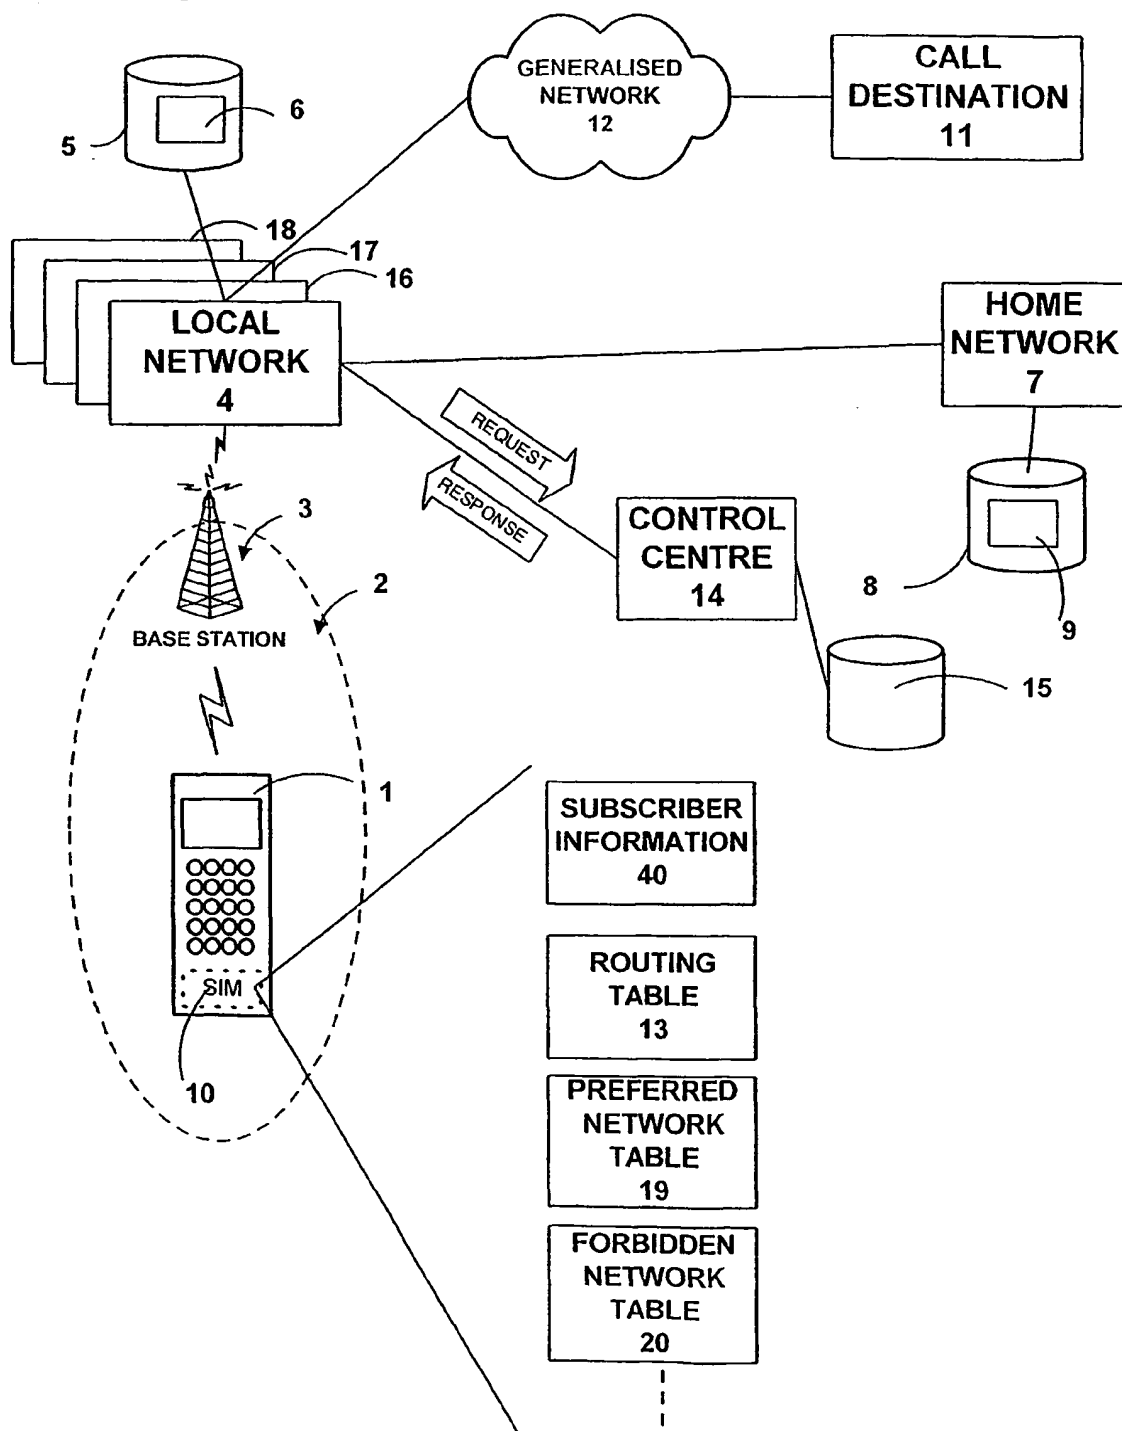 GENERALISED
NETWORK
12
CALL
DESTINATION
11
6
5
18
17
16
LOCAL
NETWORK
4
HOME
NETWORK
7
REQUEST
RESPONSE
CONTROL
CENTRE
14
8
9
15
3
2
BASE STATION
1
SIM
10
SUBSCRIBER
INFORMATION
40
ROUTING
TABLE
13
PREFERRED
NETWORK
TABLE
19
FORBIDDEN
NETWORK
TABLE
20